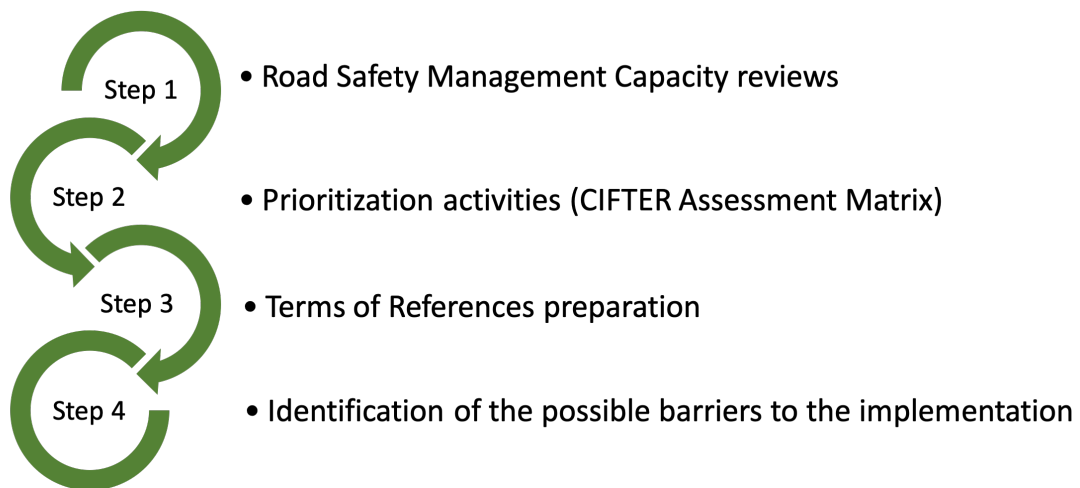 Step 1
• Road Safety Management Capacity reviews
Step 2
• Prioritization activities (CIFTER Assessment Matrix)
Step 3
• Terms of References preparation
Step 4
• Identification of the possible barriers to the implementation